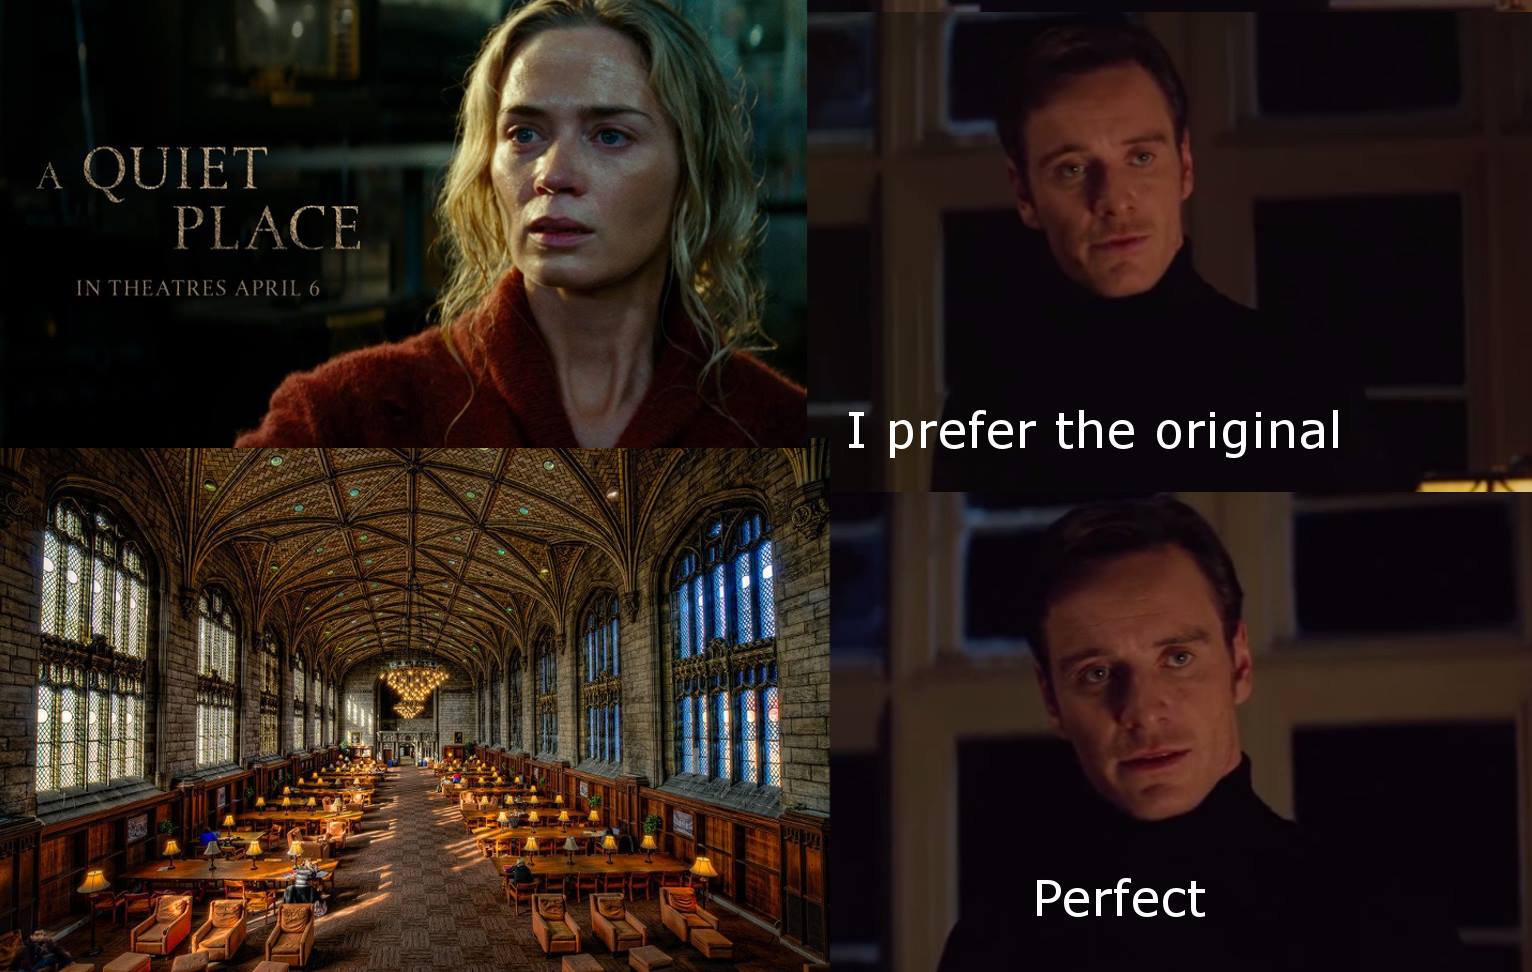 A QUIET
PLACE
IN THEATRES APRIL 6
I prefer the original
Perfect